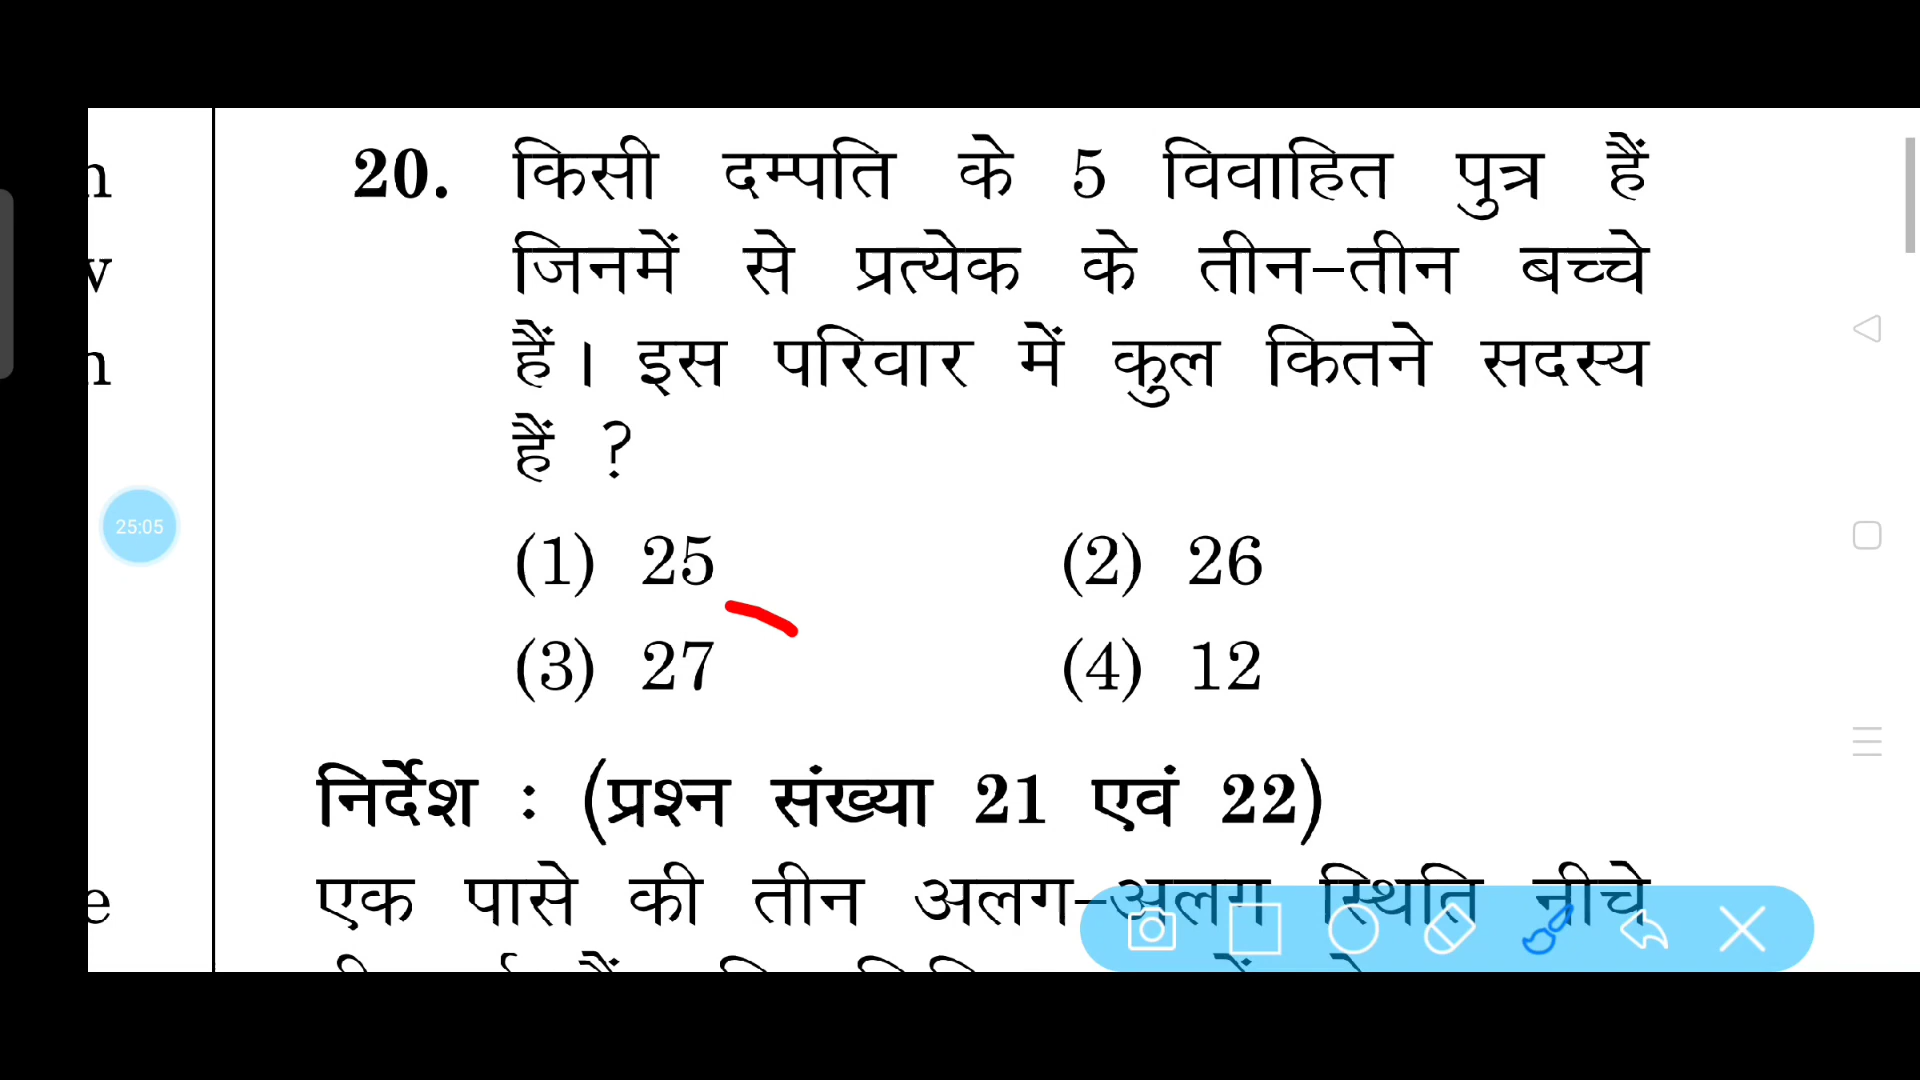 20. किसी दम्पति के 5 विवाहित पुत्र हैं
जिनमें से प्रत्येक के तीन-तीन बच्चे
हैं। इस परिवार में कुल कितने सदस्य
हैं ?
(1) 25 (2) 26
(3) 27 (4) 12
निर्देश : (प्रश्न संख्या 21 एवं 22)
एक पासे की तीन अलग-अलग स्थिति नीचे
n
v
n
e
25:05